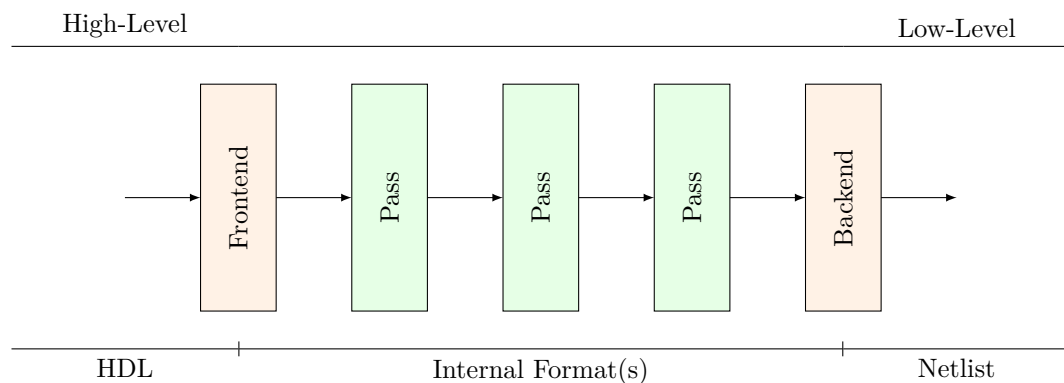 High-Level
Low-Level
Frontend
Pass
Pass
Pass
Backend
HDL
Internal Format(s)
Netlist